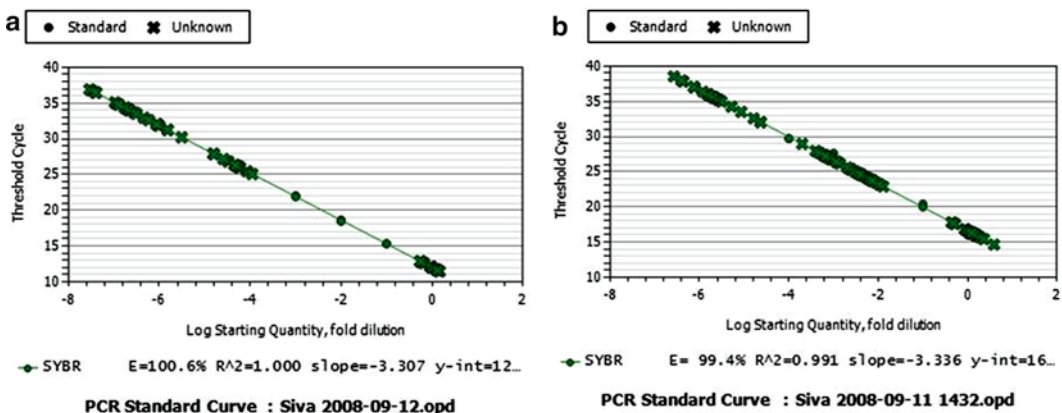 a
● Standard ✖ Unknown
40
35
30
25
20
15
10
Threshold Cycle
-8 -6 -4 -2 0 2
Log Starting Quantity, fold dilution
SYBR E=100.6% R^2=1.000 slope=-3.307 y-int=12…
PCR Standard Curve : Siva 2008-09-12.opd
b
● Standard ✖ Unknown
40
35
30
25
20
15
10
Threshold Cycle
-8 -6 -4 -2 0 2
Log Starting Quantity, fold dilution
SYBR E= 99.4% R^2=0.991 slope=-3.336 y-int=16…
PCR Standard Curve : Siva 2008-09-11 1432.opd